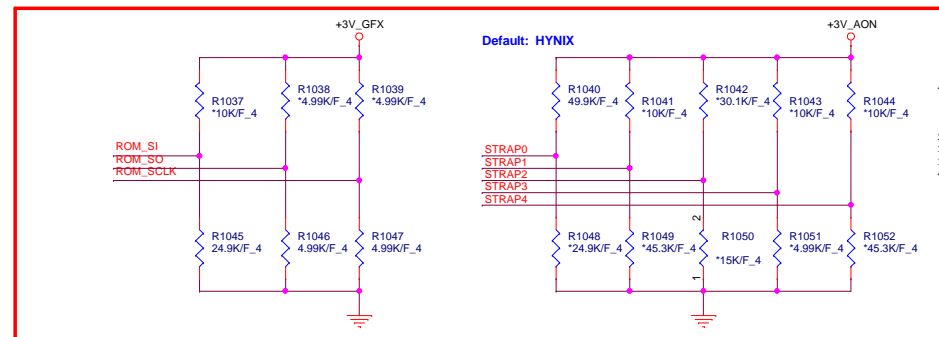 +3V_GFX
+3V_AON
Default: HYNIX
R1037
*10K/F_4
R1038
*4.99K/F_4
R1039
*4.99K/F_4
R1040
49.9K/F_4
R1041
*10K/F_4
R1042
*30.1K/F_4
R1043
*10K/F_4
R1044
*10K/F_4
ROM_SI
ROM_SO
ROM_SCLK
STRAP0
STRAP1
STRAP2
STRAP3
STRAP4
R1045
24.9K/F_4
R1046
4.99K/F_4
R1047
4.99K/F_4
R1048
*24.9K/F_4
R1049
*45.3K/F_4
2
R1050
*15K/F_4
1
R1051
*4.99K/F_4
R1052
*45.3K/F_4